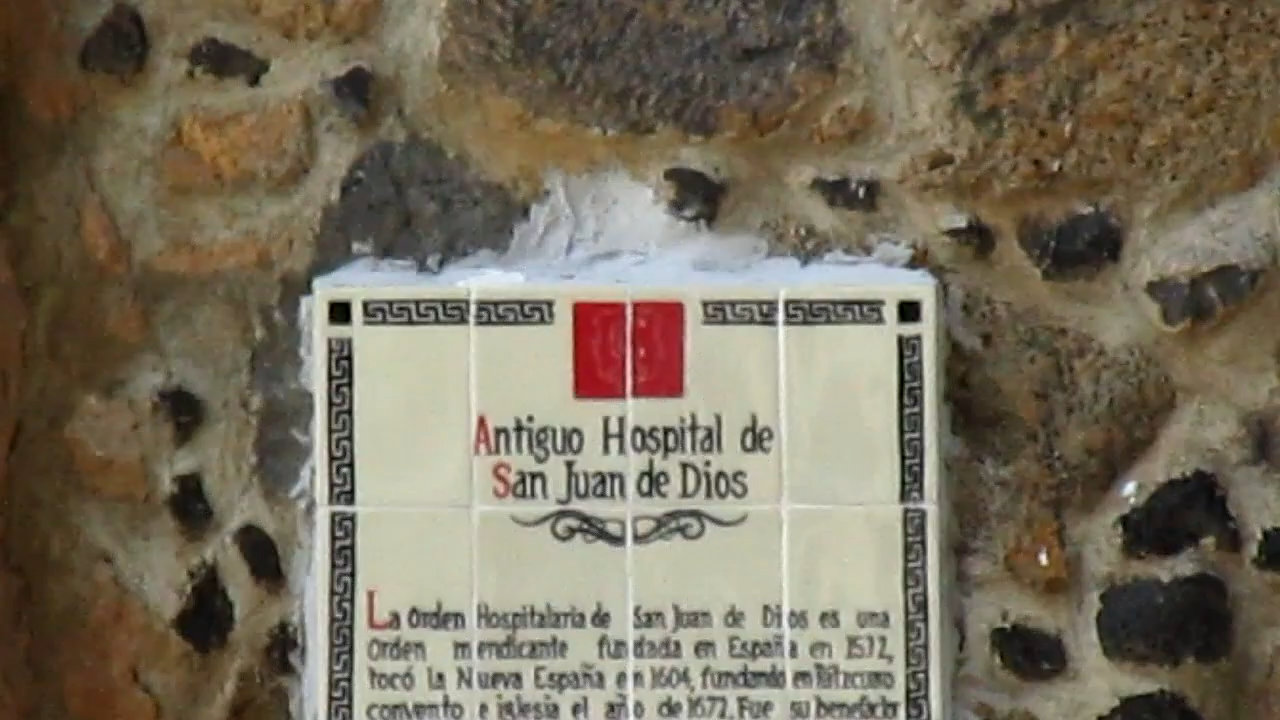 Antiguo Hospital de
San Juan de Dios
La Orden Hospitalaria de San Juan de Dios es una
Orden mendicante fundada en España en 1572,
tocó la Nueva España en 1604, fundando en Pátzcuaro
convento e iglesia el año de 1672. Fue su benefactor